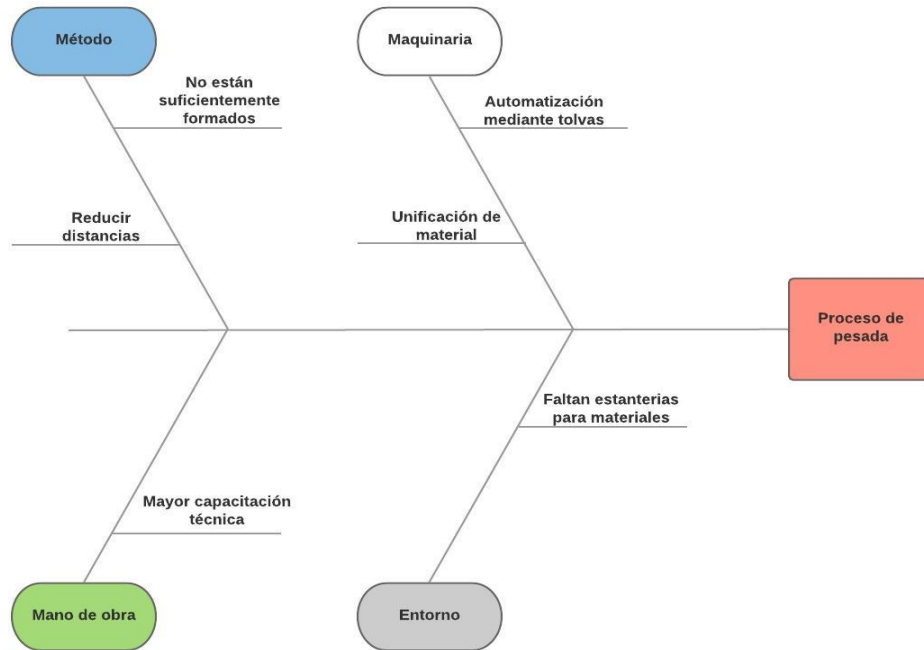 Método
Maquinaria
No están
suficientemente
formados
Automatización
mediante tolvas
Reducir
distancias
Unificación de
material
Proceso de
pesada
Faltan estanterias
para materiales
Mayor capacitación
técnica
Mano de obra
Entorno